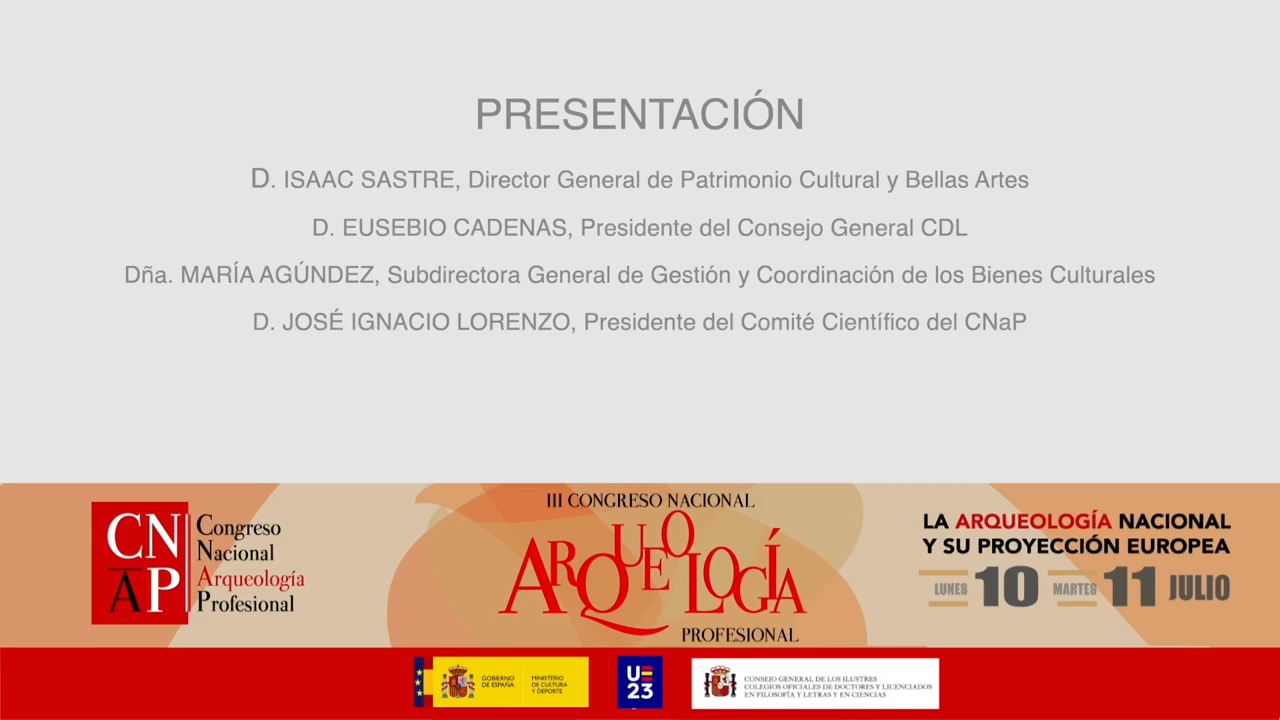 PRESENTACIÓN
D. ISAAC SASTRE, Director General de Patrimonio Cultural y Bellas Artes
D. EUSEBIO CADENAS, Presidente del Consejo General CDL
Dña. MARÍA AGÚNDEZ, Subdirectora General de Gestión y Coordinación de los Bienes Culturales
D. JOSÉ IGNACIO LORENZO, Presidente del Comité Científico del CNaP
CN
AP
Congreso
Nacional
Arqueología
Profesional
III CONGRESO NACIONAL
ARQUEOLOGÍA
PROFESIONAL
LA ARQUEOLOGÍA NACIONAL
Y SU PROYECCIÓN EUROPEA
LUNES 10 MARTES 11 JULIO
GOBIERNO
DE ESPAÑA
MINISTERIO
DE CULTURA
Y DEPORTE
UE
23
CONSEJO GENERAL DE LOS ILUSTRES
COLEGIOS OFICIALES DE DOCTORES Y LICENCIADOS
EN FILOSOFÍA Y LETRAS Y EN CIENCIAS